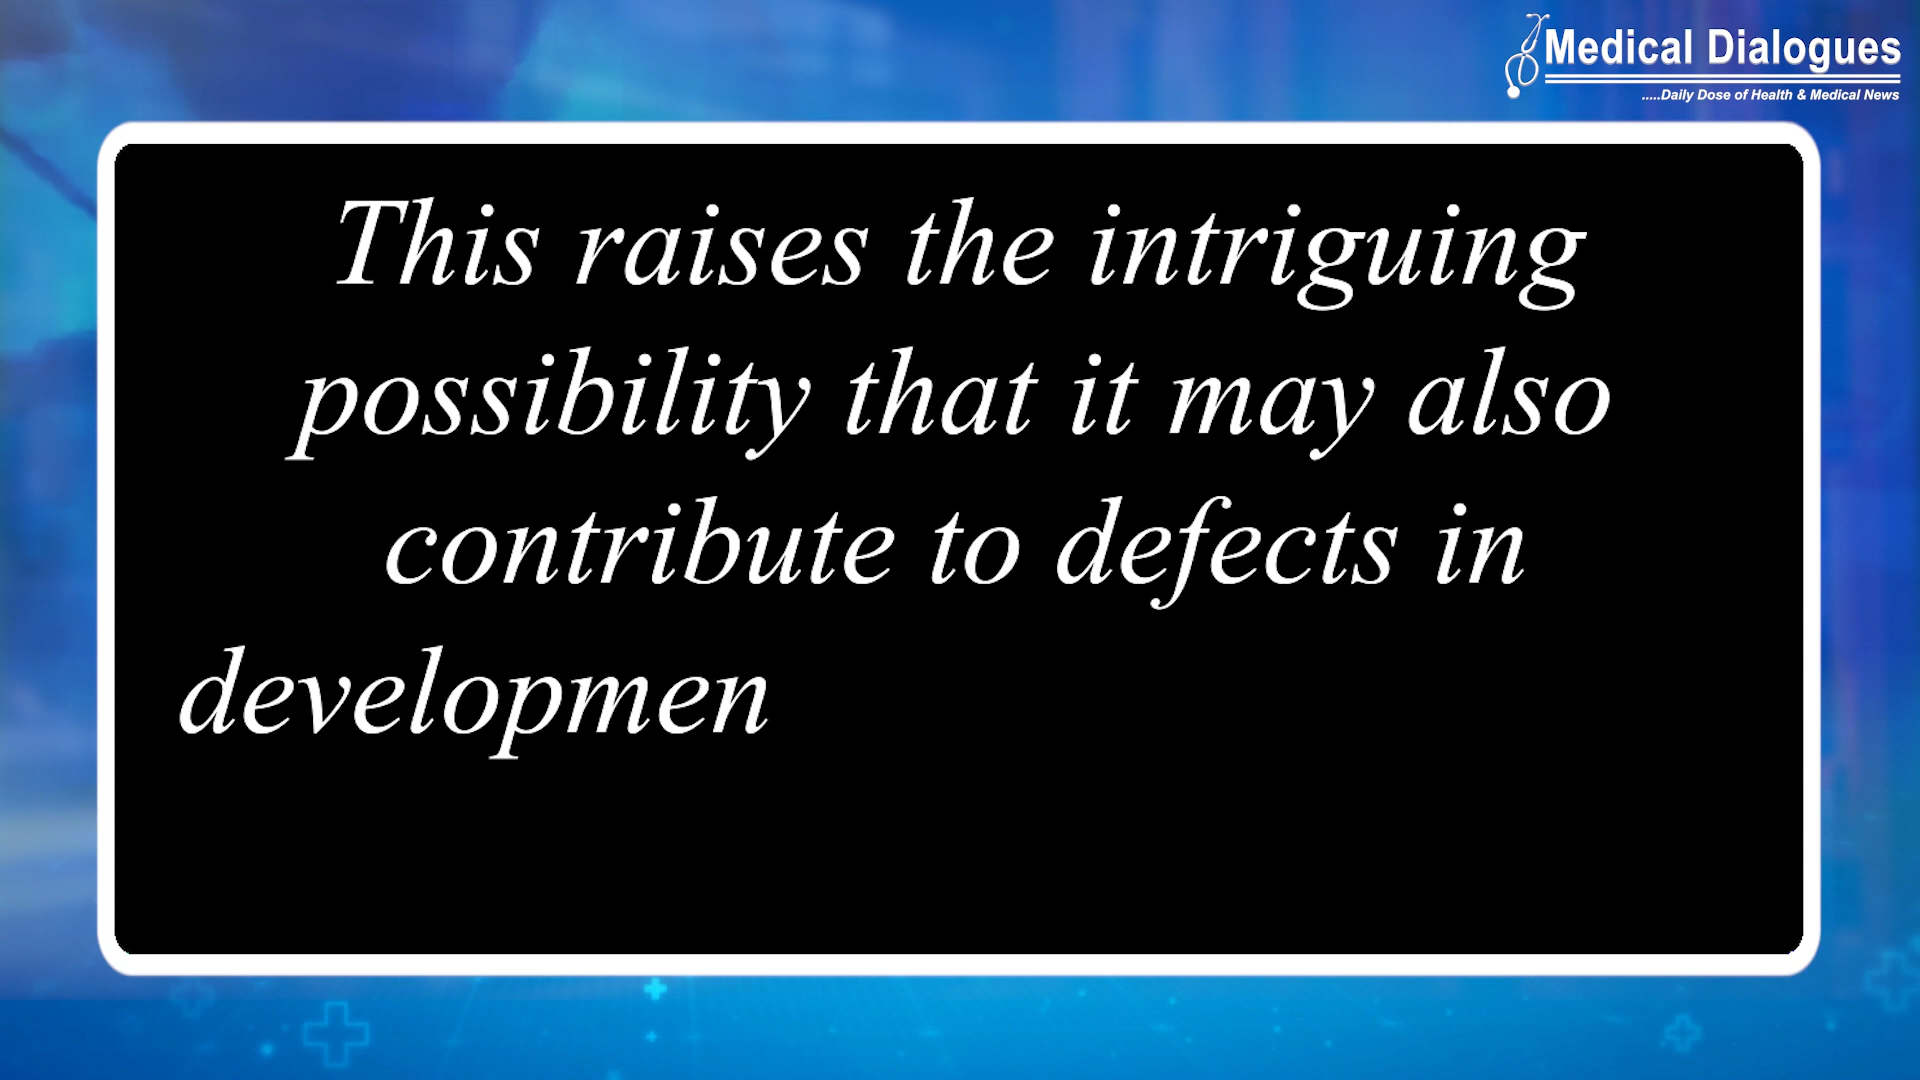 Medical Dialogues
.....Daily Dose of Health & Medical News
This raises the intriguing
possibility that it may also
contribute to defects in
developmen